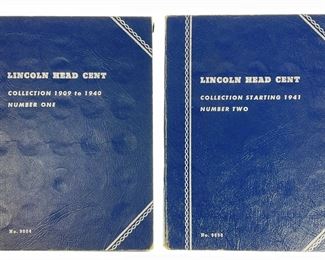 LINCOLN HEAD CENT
COLLECTION 1909 to 1940
NUMBER ONE
LINCOLN HEAD CENT
COLLECTION STARTING 1941
NUMBER TWO